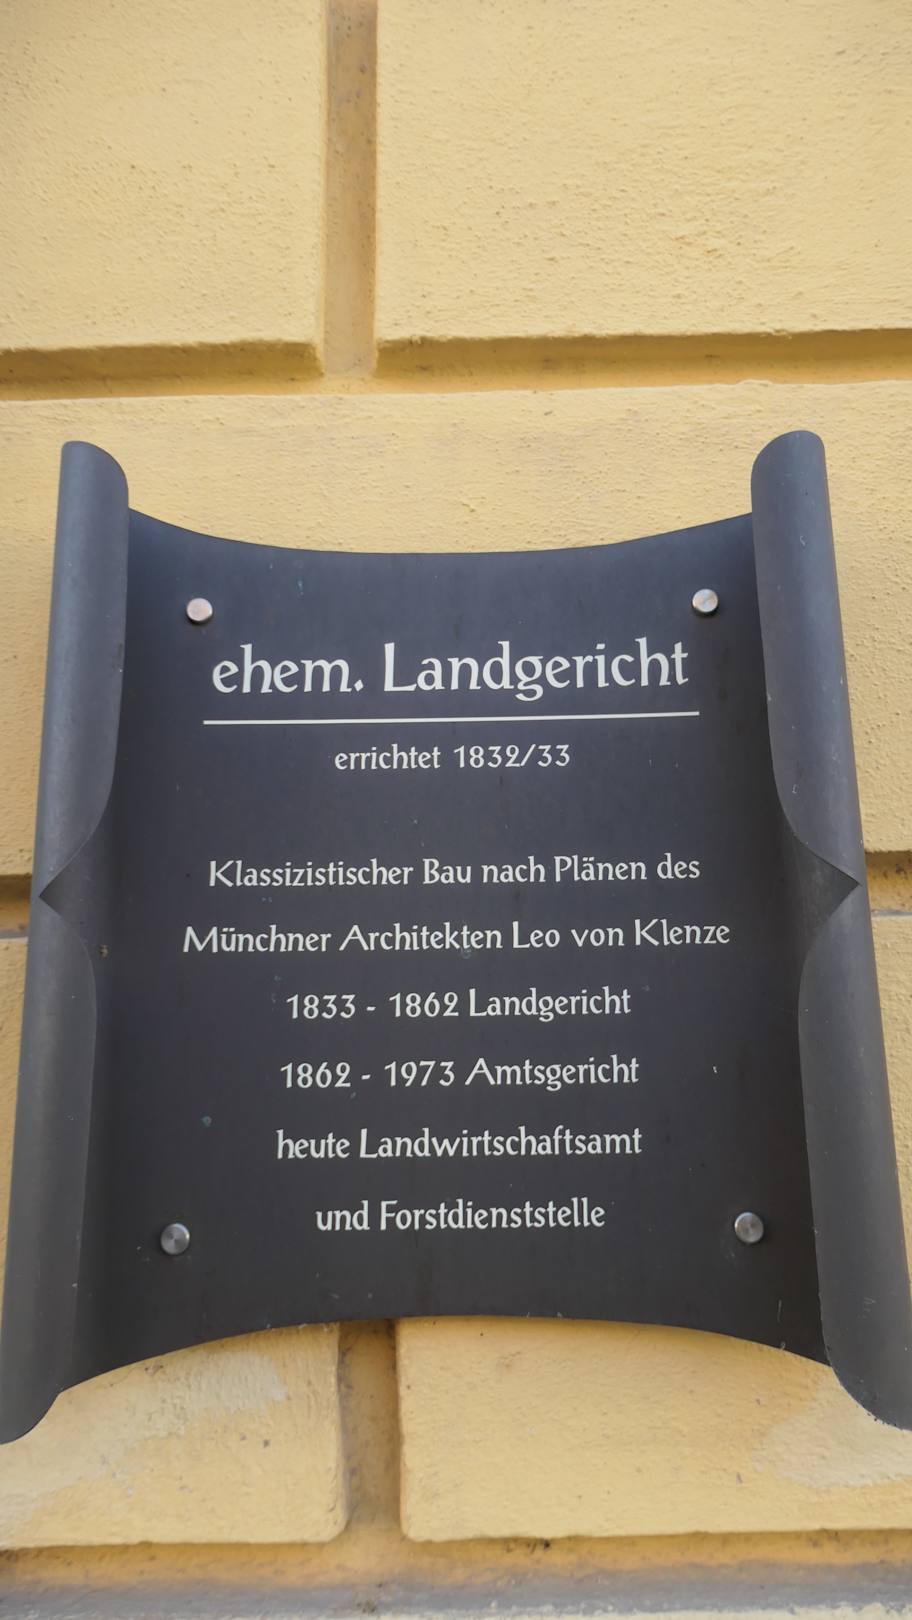 ehem. Landgericht
errichtet 1832/33
Klassizistischer Bau nach Plänen des
Münchner Architekten Leo von Klenze
1833 - 1862 Landgericht
1862 - 1973 Amtsgericht
heute Landwirtschaftsamt
und Forstdienststelle